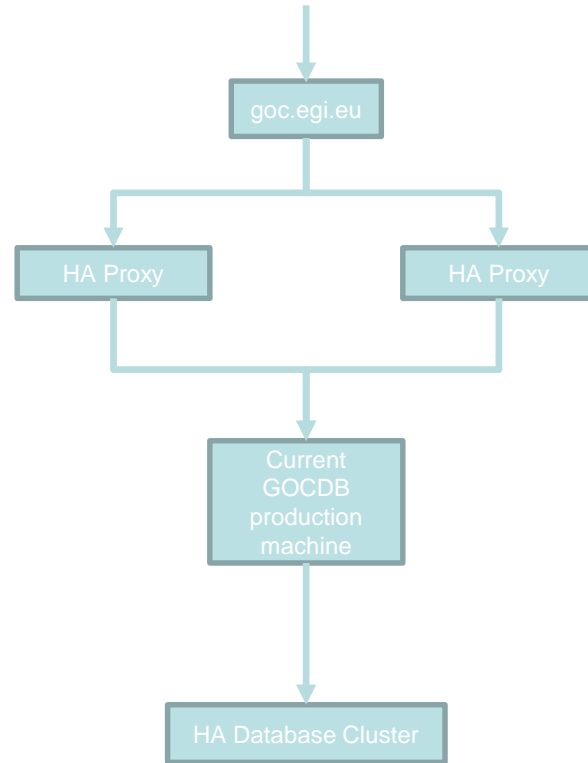 goc.egi.eu
HA Proxy
HA Proxy
Current
GOCDB
production
machine
HA Database Cluster